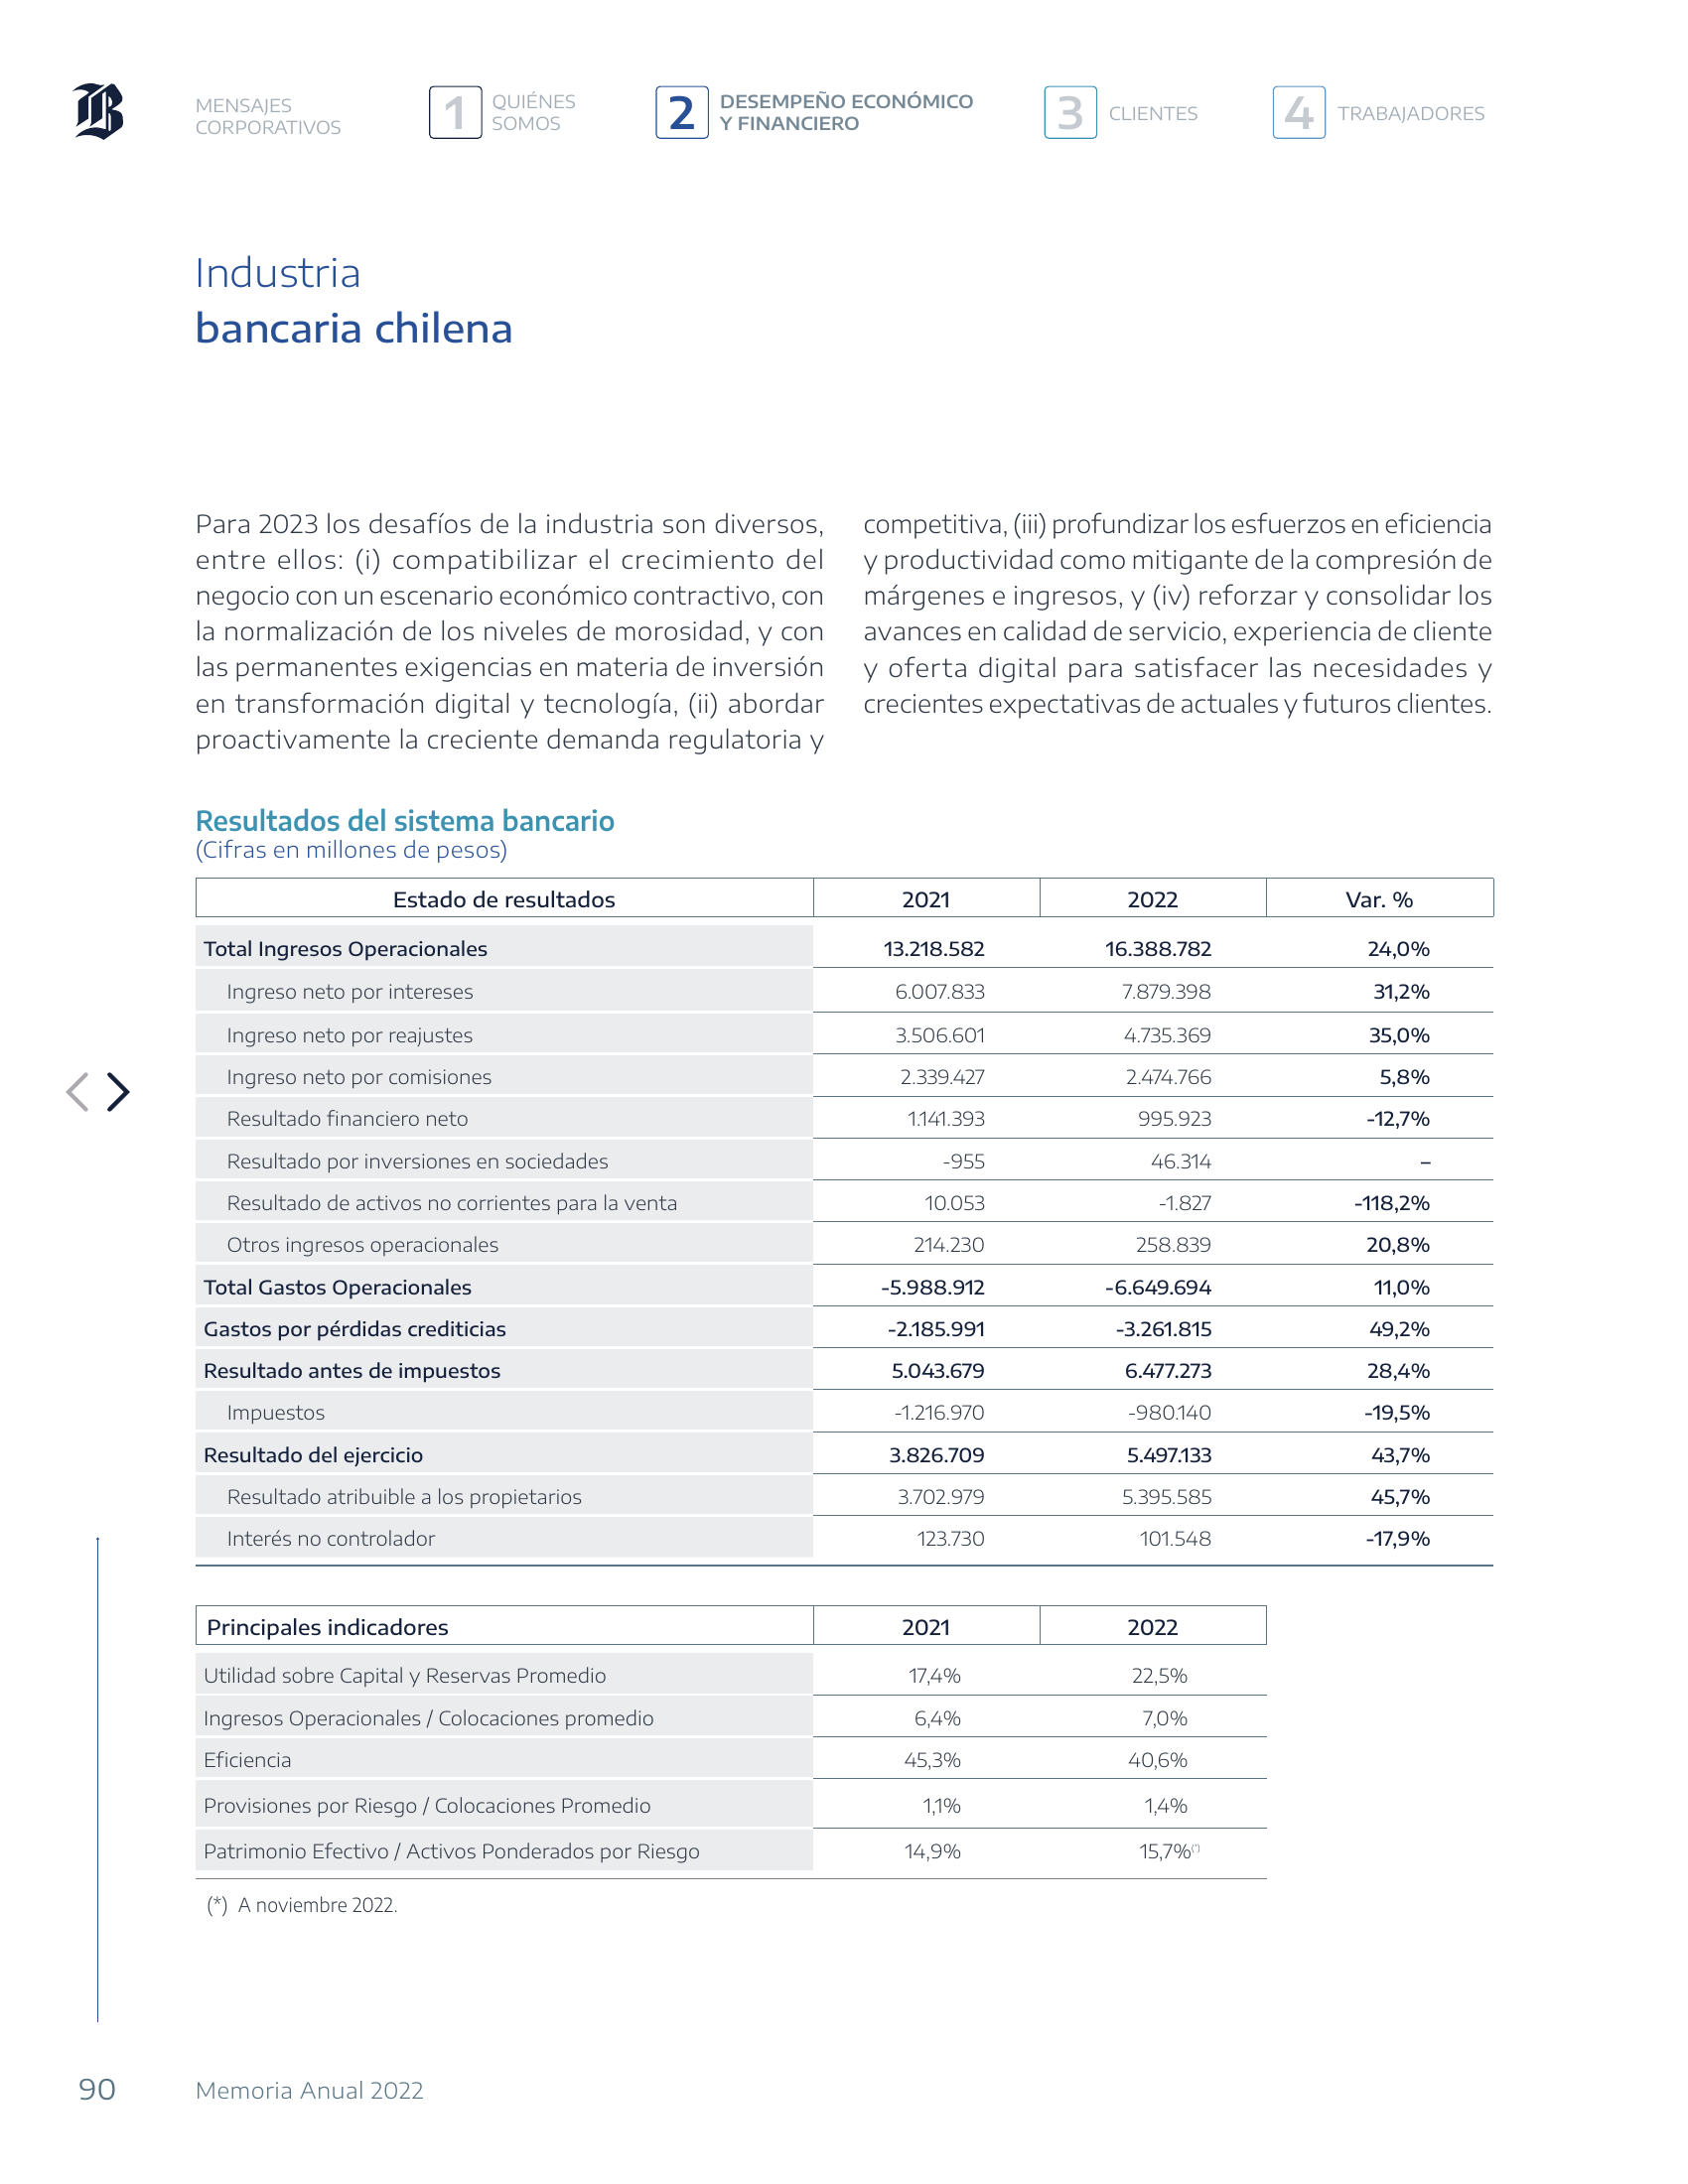 B
MENSAJES
CORPORATIVOS
1
QUIÉNES
SOMOS
2
DESEMPEÑO ECONÓMICO
Y FINANCIERO
3
CLIENTES
4
TRABAJADORES
Industria
bancaria chilena
Para 2023 los desafíos de la industria son diversos,
entre ellos: (i) compatibilizar el crecimiento del
negocio con un escenario económico contractivo, con
la normalización de los niveles de morosidad, y con
las permanentes exigencias en materia de inversión
en transformación digital y tecnología, (ii) abordar
proactivamente la creciente demanda regulatoria y
competitiva, (iii) profundizar los esfuerzos en eficiencia
y productividad como mitigante de la compresión de
márgenes e ingresos, y (iv) reforzar y consolidar los
avances en calidad de servicio, experiencia de cliente
y oferta digital para satisfacer las necesidades y
crecientes expectativas de actuales y futuros clientes.
Resultados del sistema bancario
(Cifras en millones de pesos)
Estado de resultados 2021 2022 Var. %
Total Ingresos Operacionales 13.218.582 16.388.782 24,0%
Ingreso neto por intereses 6.007.833 7.879.398 31,2%
Ingreso neto por reajustes 3.506.601 4.735.369 35,0%
Ingreso neto por comisiones 2.339.427 2.474.766 5,8%
Resultado financiero neto 1.141.393 995.923 -12,7%
Resultado por inversiones en sociedades -955 46.314 –
Resultado de activos no corrientes para la venta 10.053 -1.827 -118,2%
Otros ingresos operacionales 214.230 258.839 20,8%
Total Gastos Operacionales -5.988.912 -6.649.694 11,0%
Gastos por pérdidas crediticias -2.185.991 -3.261.815 49,2%
Resultado antes de impuestos 5.043.679 6.477.273 28,4%
Impuestos -1.216.970 -980.140 -19,5%
Resultado del ejercicio 3.826.709 5.497.133 43,7%
Resultado atribuible a los propietarios 3.702.979 5.395.585 45,7%
Interés no controlador 123.730 101.548 -17,9%
Principales indicadores 2021 2022
Utilidad sobre Capital y Reservas Promedio 17,4% 22,5%
Ingresos Operacionales / Colocaciones promedio 6,4% 7,0%
Eficiencia 45,3% 40,6%
Provisiones por Riesgo / Colocaciones Promedio 1,1% 1,4%
Patrimonio Efectivo / Activos Ponderados por Riesgo 14,9% 15,7%(*)
(*) A noviembre 2022.
90 Memoria Anual 2022